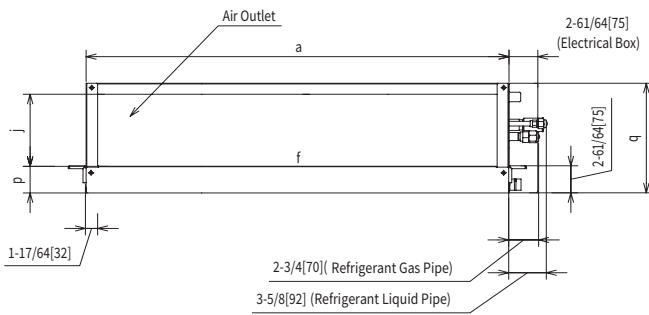 Air Outlet
2-61/64[75]
(Electrical Box)
a
j
f
2-61/64[75]
q
p
1-17/64[32]
2-3/4[70]( Refrigerant Gas Pipe)
3-5/8[92] (Refrigerant Liquid Pipe)